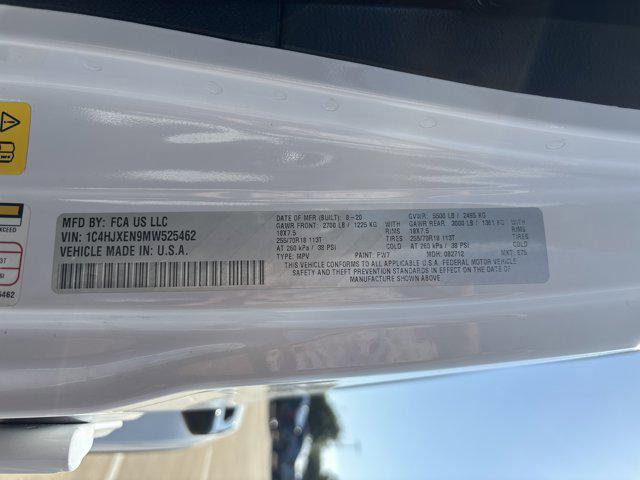 MFD BY: FCA US LLC
VIN: 1C4HJXEN9MW525462
VEHICLE MADE IN U.S.A.
DATE OF MFR (BUILT): 8-20 GVWR: 5500 LB / 2495 KG
GAWR FRONT: 2700 LB / 1225 KG WITH GAWR REAR 3000 LB / 1361 KG WITH
18X7.5 RIMS 18X7.5 RIMS
255/70R18 113T TIRES 255/70R18 113T TIRES
AT 260 kPa / 38 PSI COLD AT 260 kPa / 38 PSI COLD
TYPE: MPV PAINT: PW7 MDH: 082712 MXT: 675
THIS VEHICLE CONFORMS TO ALL APPLICABLE U.S.A. FEDERAL MOTOR VEHICLE
SAFETY AND THEFT PREVENTION STANDARDS IN EFFECT ON THE DATE OF
MANUFACTURE SHOWN ABOVE
3T
25462